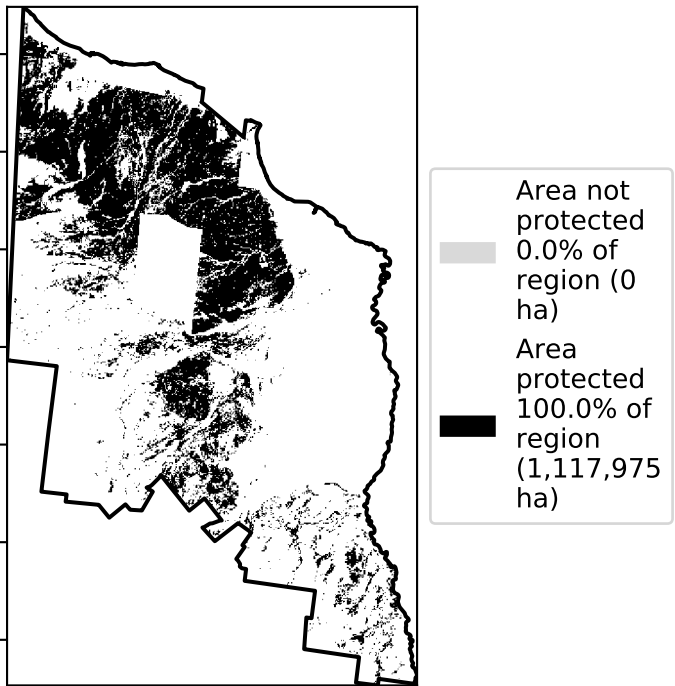 Area not
protected
0.0% of
region (0
ha)
Area
protected
100.0% of
region
(1,117,975
ha)